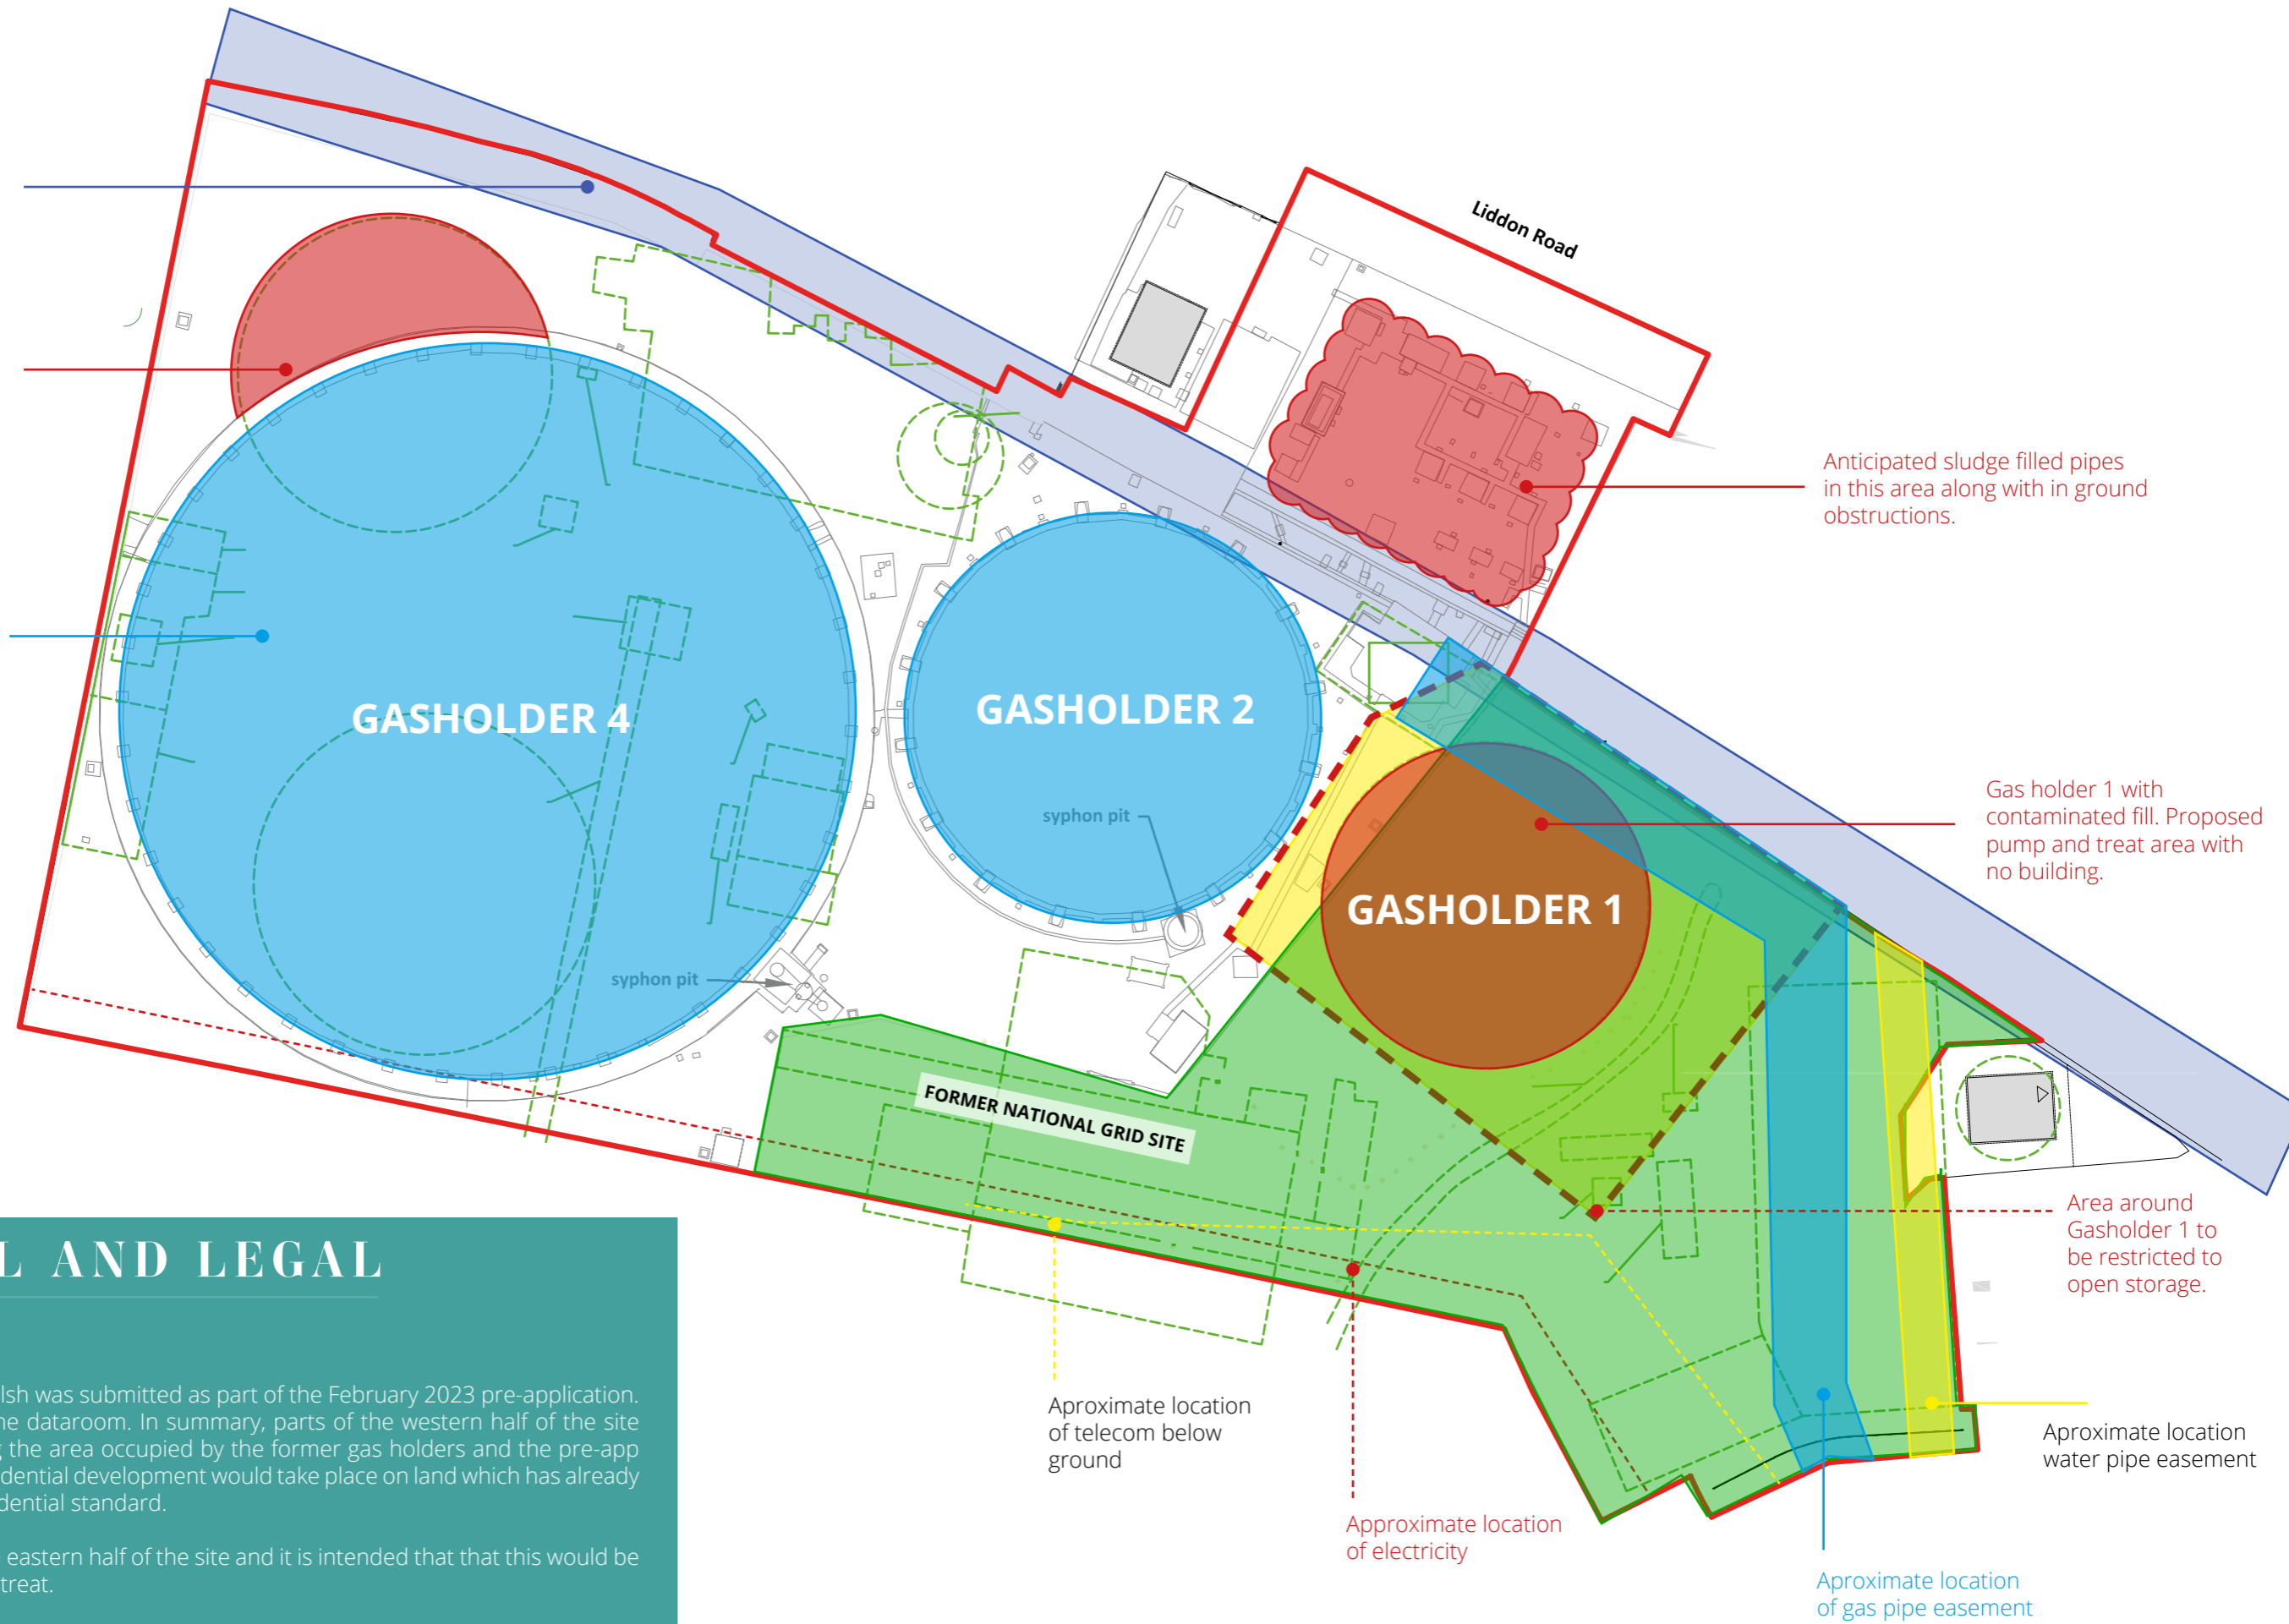 Liddon Road
Anticipated sludge filled pipes
in this area along with in ground
obstructions.
GASHOLDER 4
GASHOLDER 2
syphon pit
Gas holder 1 with
contaminated fill. Proposed
pump and treat area with
no building.
GASHOLDER 1
syphon pit
FORMER NATIONAL GRID SITE
Area around
Gasholder 1 to
be restricted to
open storage.
Aproximate location
of telecom below
ground
Approximate location
of electricity
Aproximate location
water pipe easement
Aproximate location
of gas pipe easement
L AND LEGAL
lsh was submitted as part of the February 2023 pre-application.
ne dataroom. In summary, parts of the western half of the site
g the area occupied by the former gas holders and the pre-app
dential development would take place on land which has already
dential standard.
eastern half of the site and it is intended that that this would be
treat.